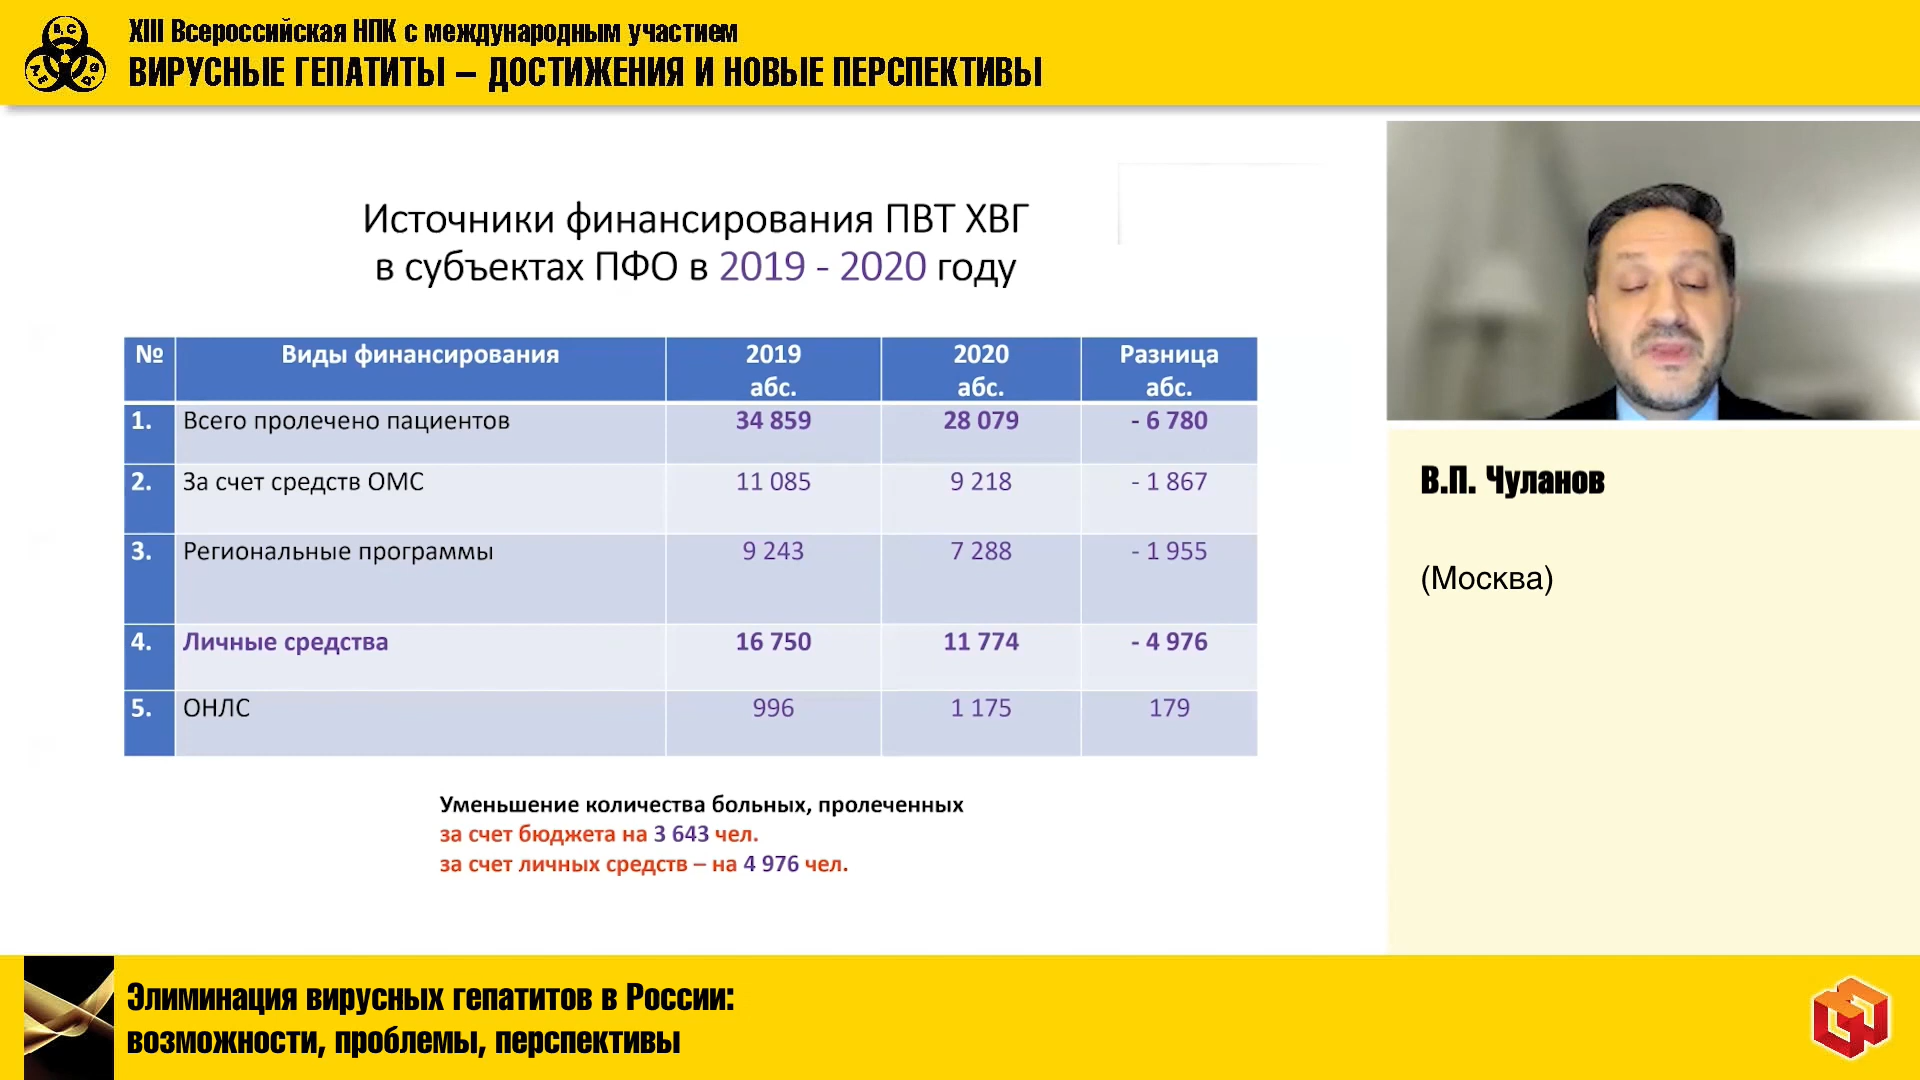 XIII Всероссийская НПК с международным участием
ВИРУСНЫЕ ГЕПАТИТЫ – ДОСТИЖЕНИЯ И НОВЫЕ ПЕРСПЕКТИВЫ
Источники финансирования ПВТ ХВГ
в субъектах ПФО в 2019 - 2020 году
№ Виды финансирования 2019 абс. 2020 абс. Разница абс.
1. Всего пролечено пациентов 34 859 28 079 - 6 780
2. За счет средств ОМС 11 085 9 218 - 1 867
3. Региональные программы 9 243 7 288 - 1 955
4. Личные средства 16 750 11 774 - 4 976
5. ОНЛС 996 1 175 179
Уменьшение количества больных, пролеченных
за счет бюджета на 3 643 чел.
за счет личных средств – на 4 976 чел.
В.П. Чуланов
(Москва)
Элиминация вирусных гепатитов в России:
возможности, проблемы, перспективы